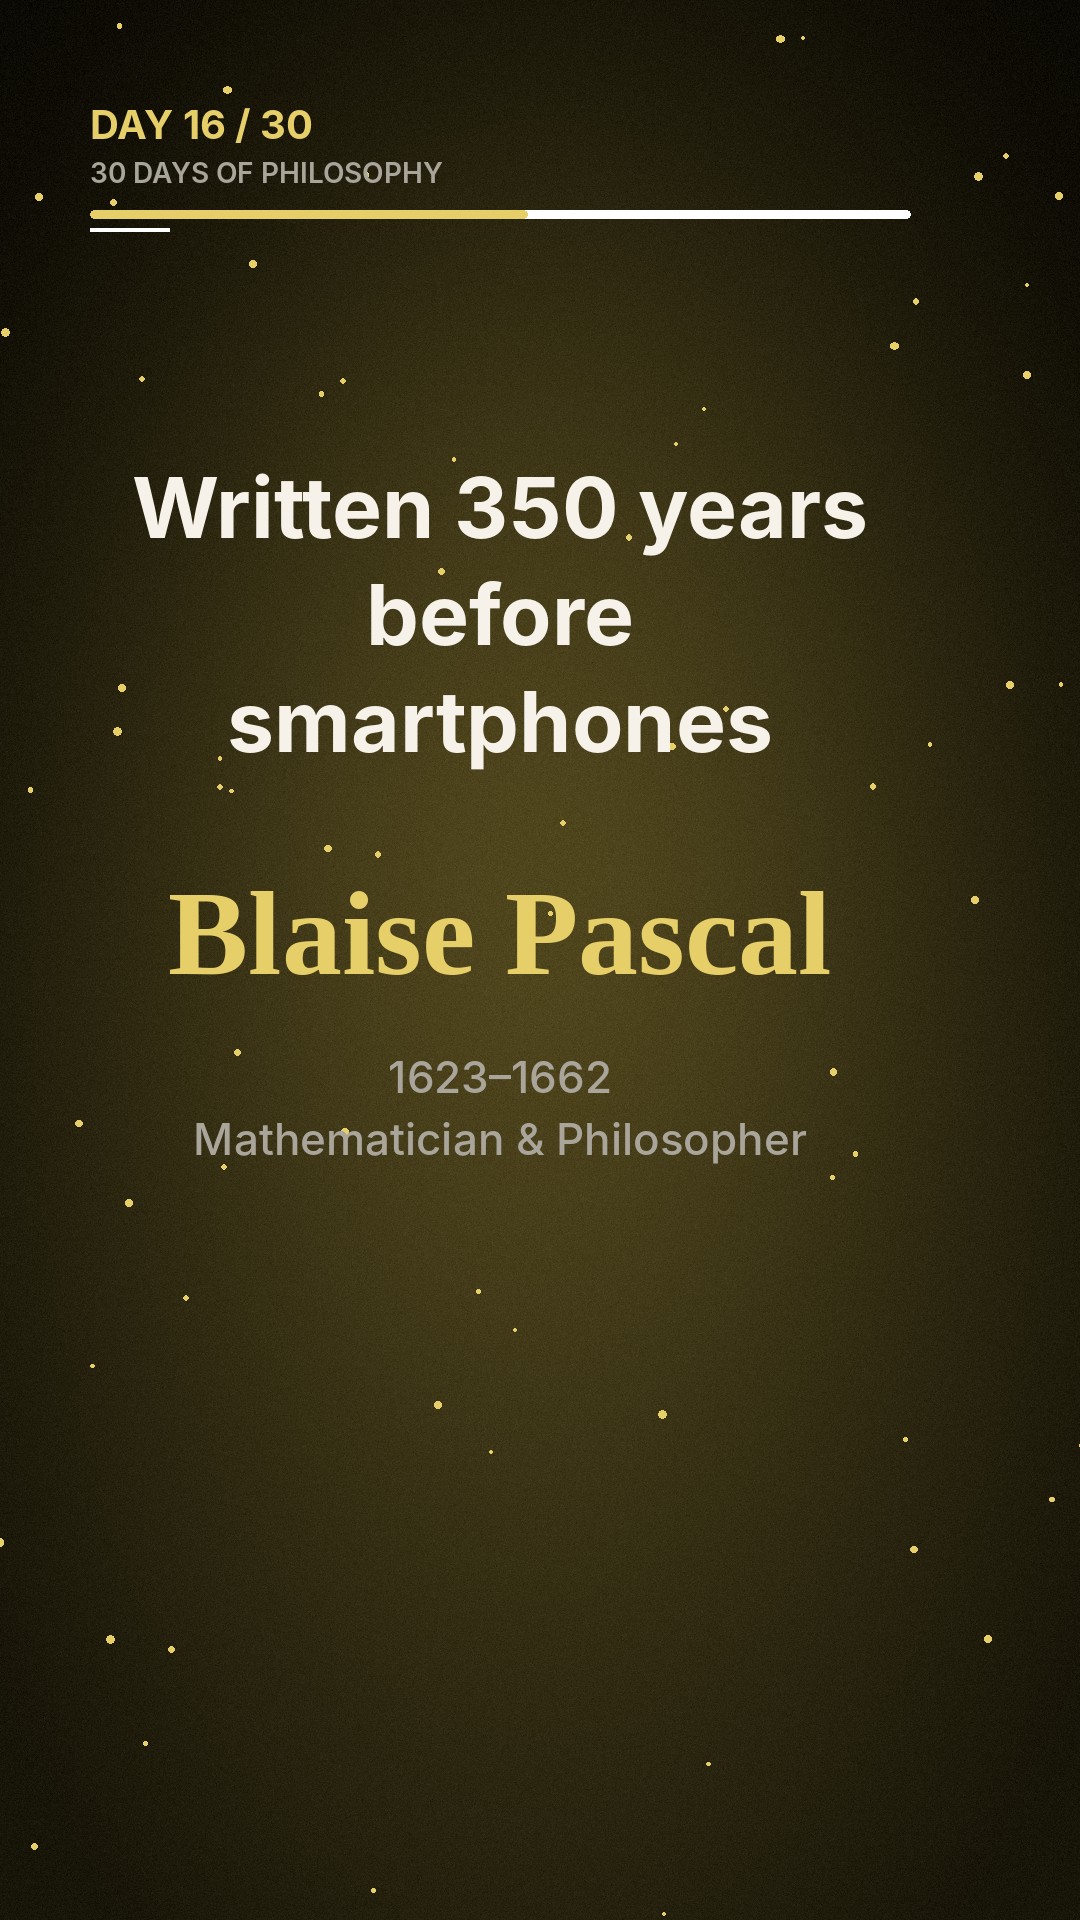 DAY 16 / 30
30 DAYS OF PHILOSOPHY
Written 350 years
before
smartphones
Blaise Pascal
1623–1662
Mathematician & Philosopher